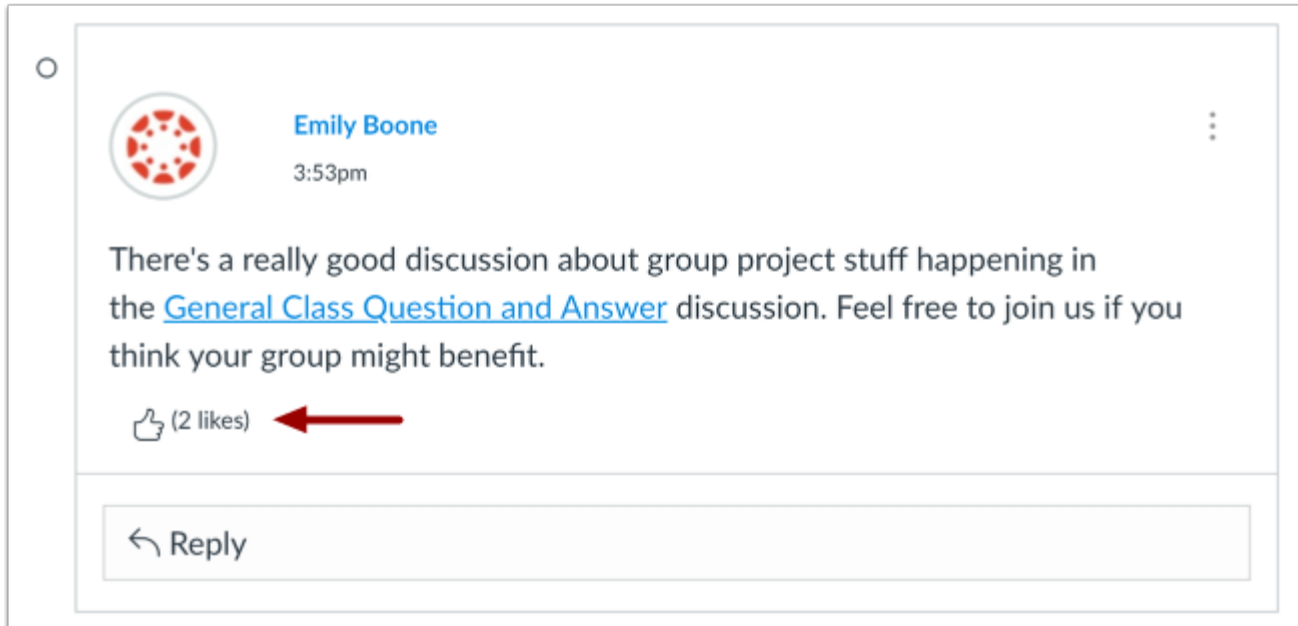 Emily Boone
3:53pm
There's a really good discussion about group project stuff happening in
the General Class Question and Answer discussion. Feel free to join us if you
think your group might benefit.
(2 likes)
Reply